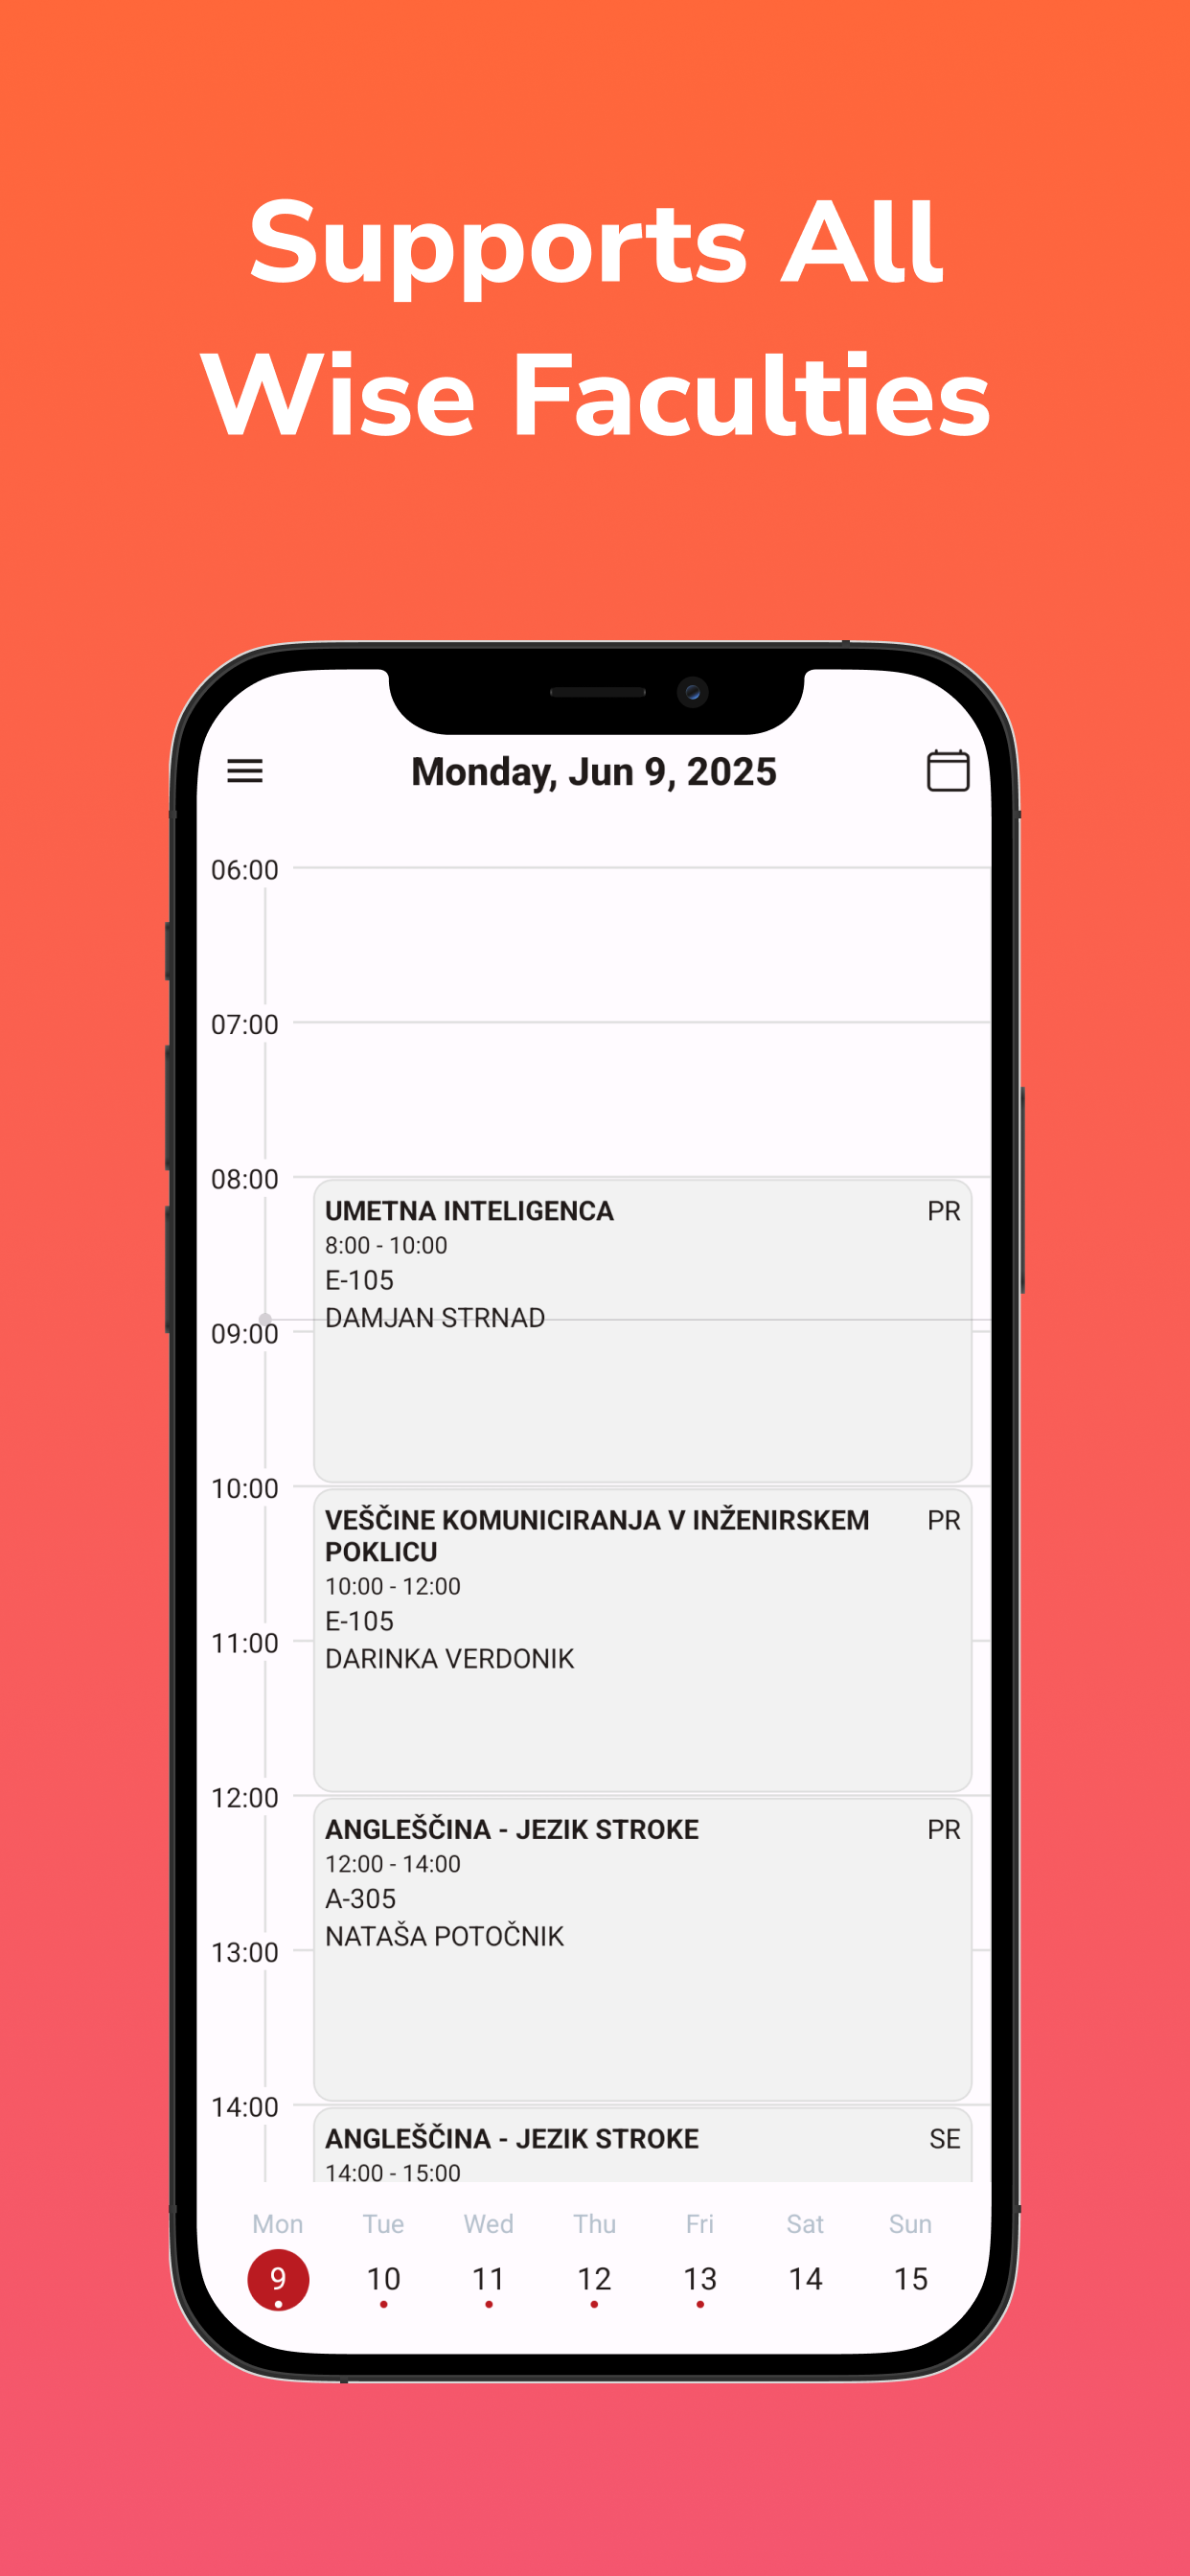 Supports All
Wise Faculties
Monday, Jun 9, 2025
06:00
07:00
08:00
UMETNA INTELIGENCA PR
8:00 - 10:00
E-105
DAMJAN STRNAD
09:00
10:00
VEŠČINE KOMUNICIRANJA V INŽENIRSKEM PR
POKLICU
10:00 - 12:00
E-105
11:00
DARINKA VERDONIK
12:00
ANGLEŠČINA - JEZIK STROKE PR
12:00 - 14:00
A-305
NATAŠA POTOČNIK
13:00
14:00
ANGLEŠČINA - JEZIK STROKE SE
14:00 - 15:00
Mon Tue Wed Thu Fri Sat Sun
9 10 11 12 13 14 15